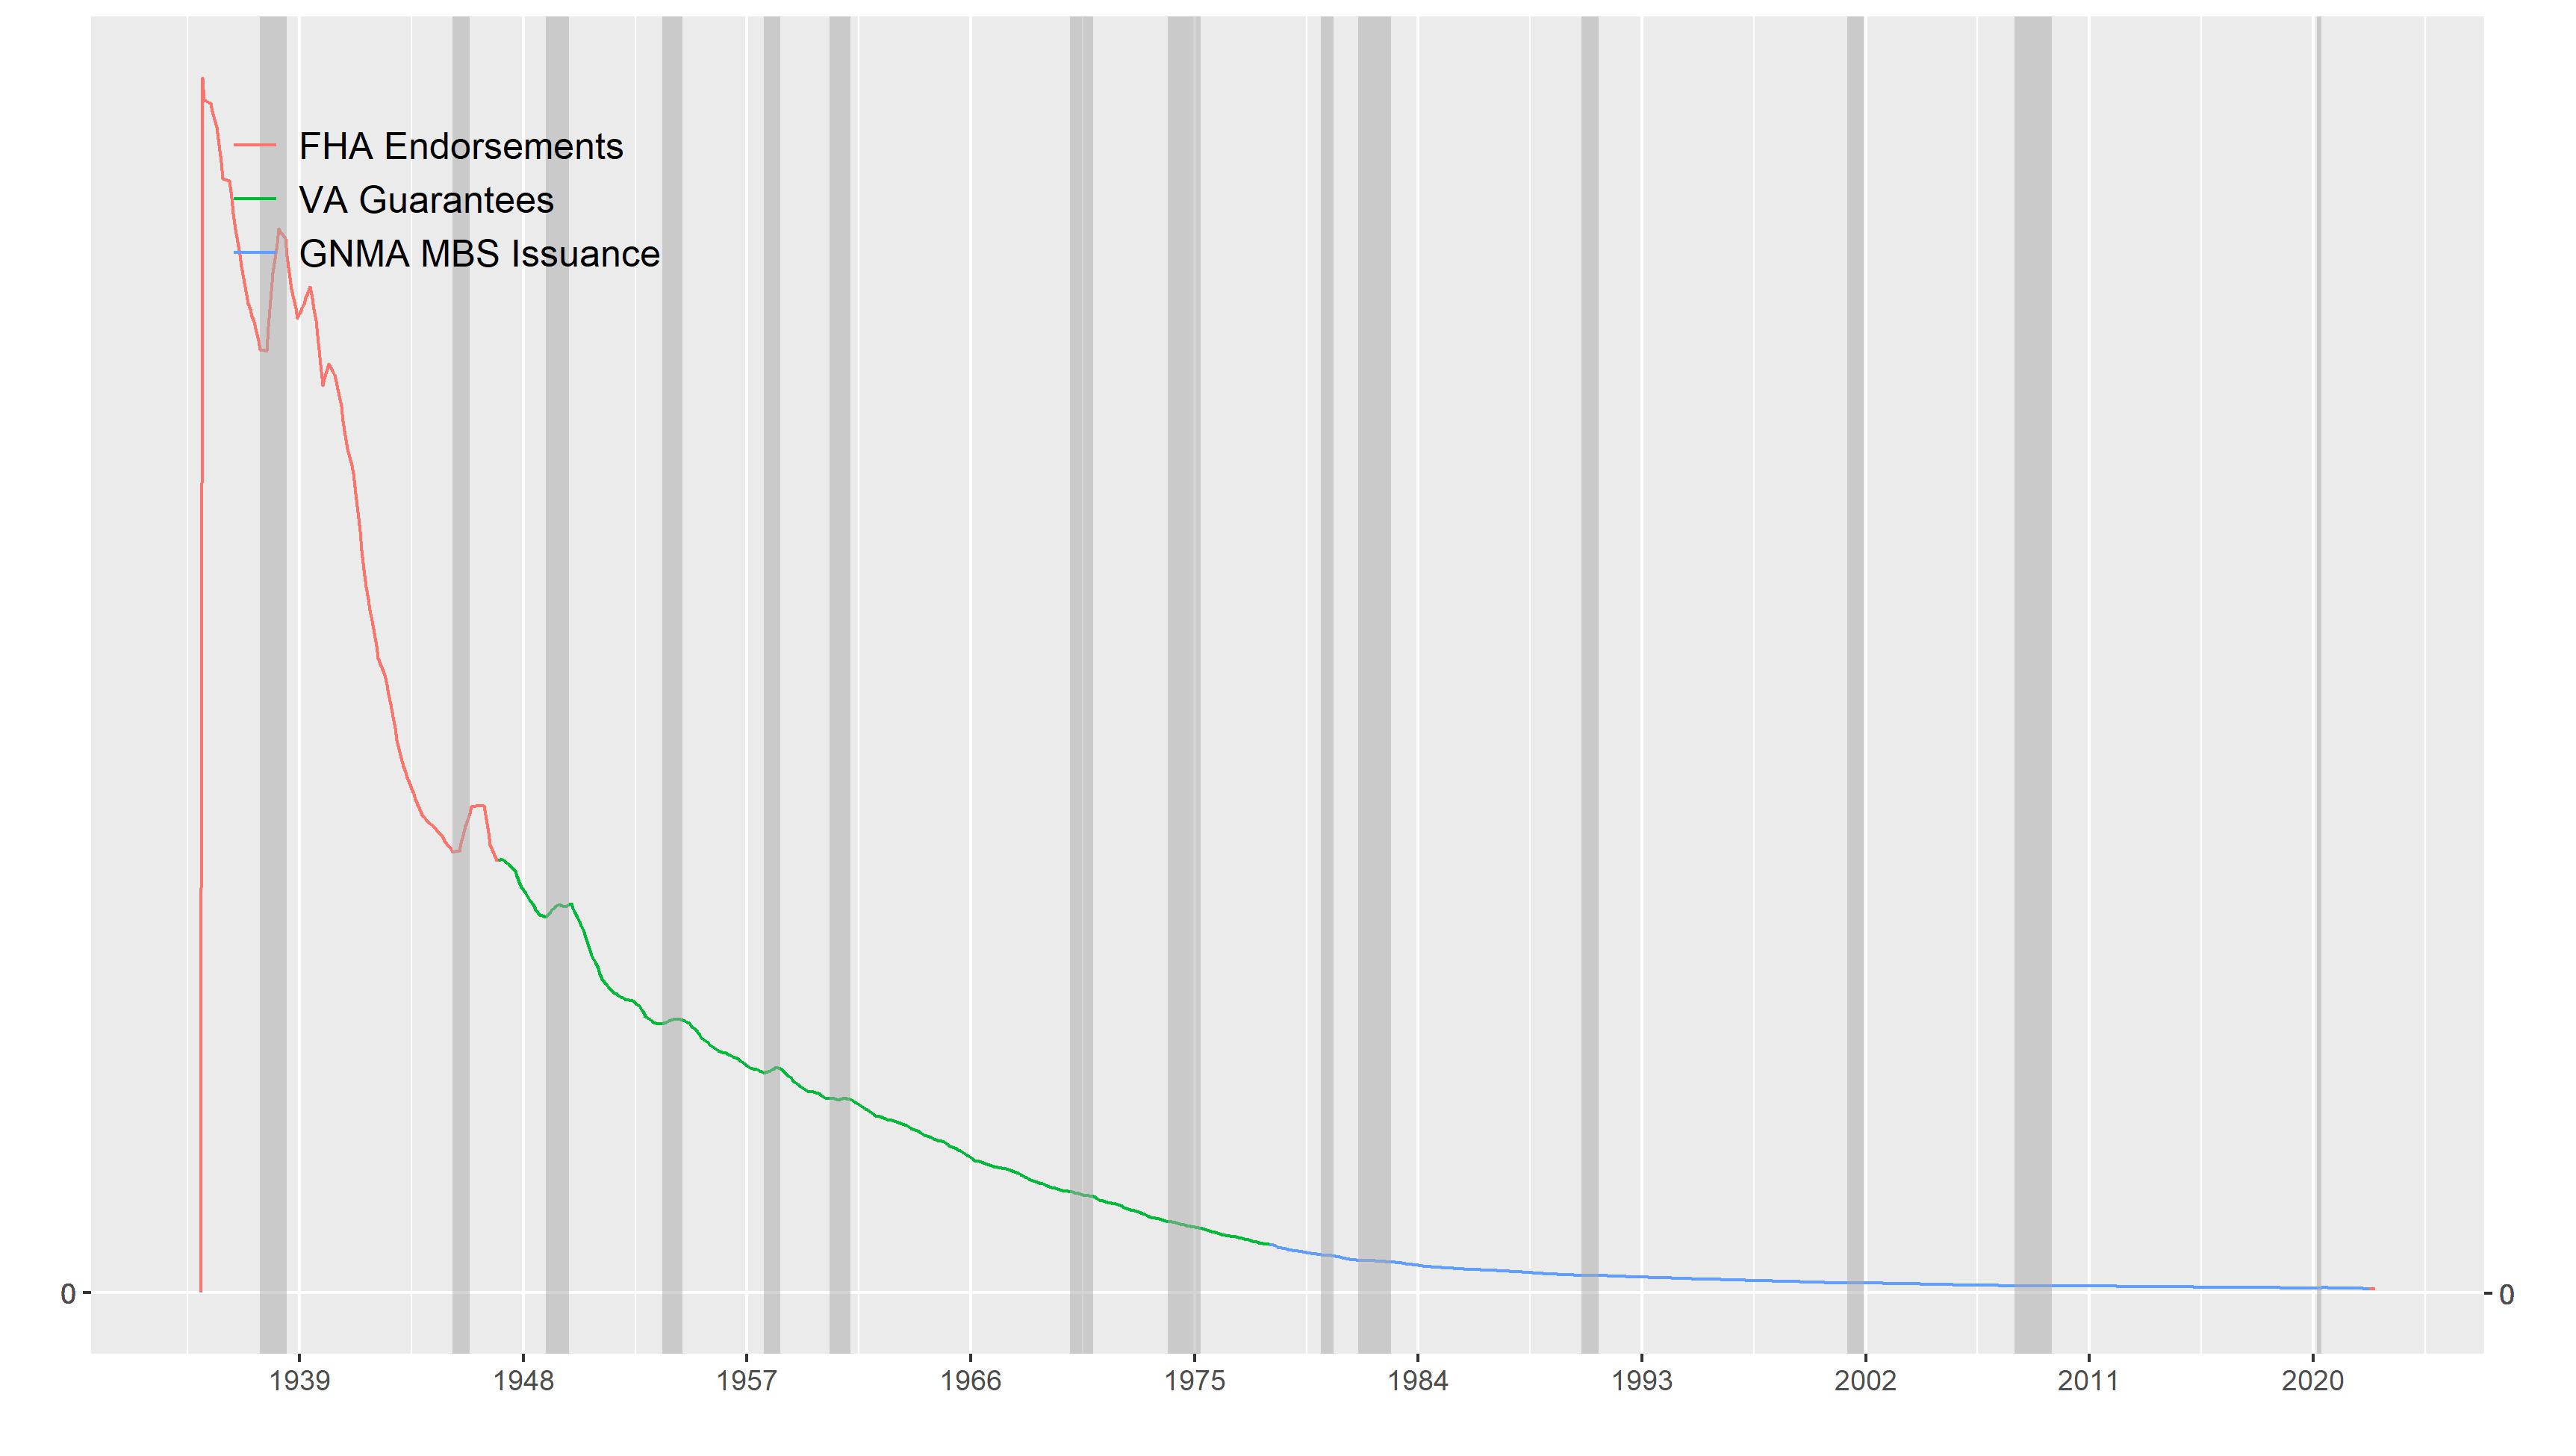 FHA Endorsements
VA Guarantees
GNMA MBS Issuance
0 0
1939 1948 1957 1966 1975 1984 1993 2002 2011 2020